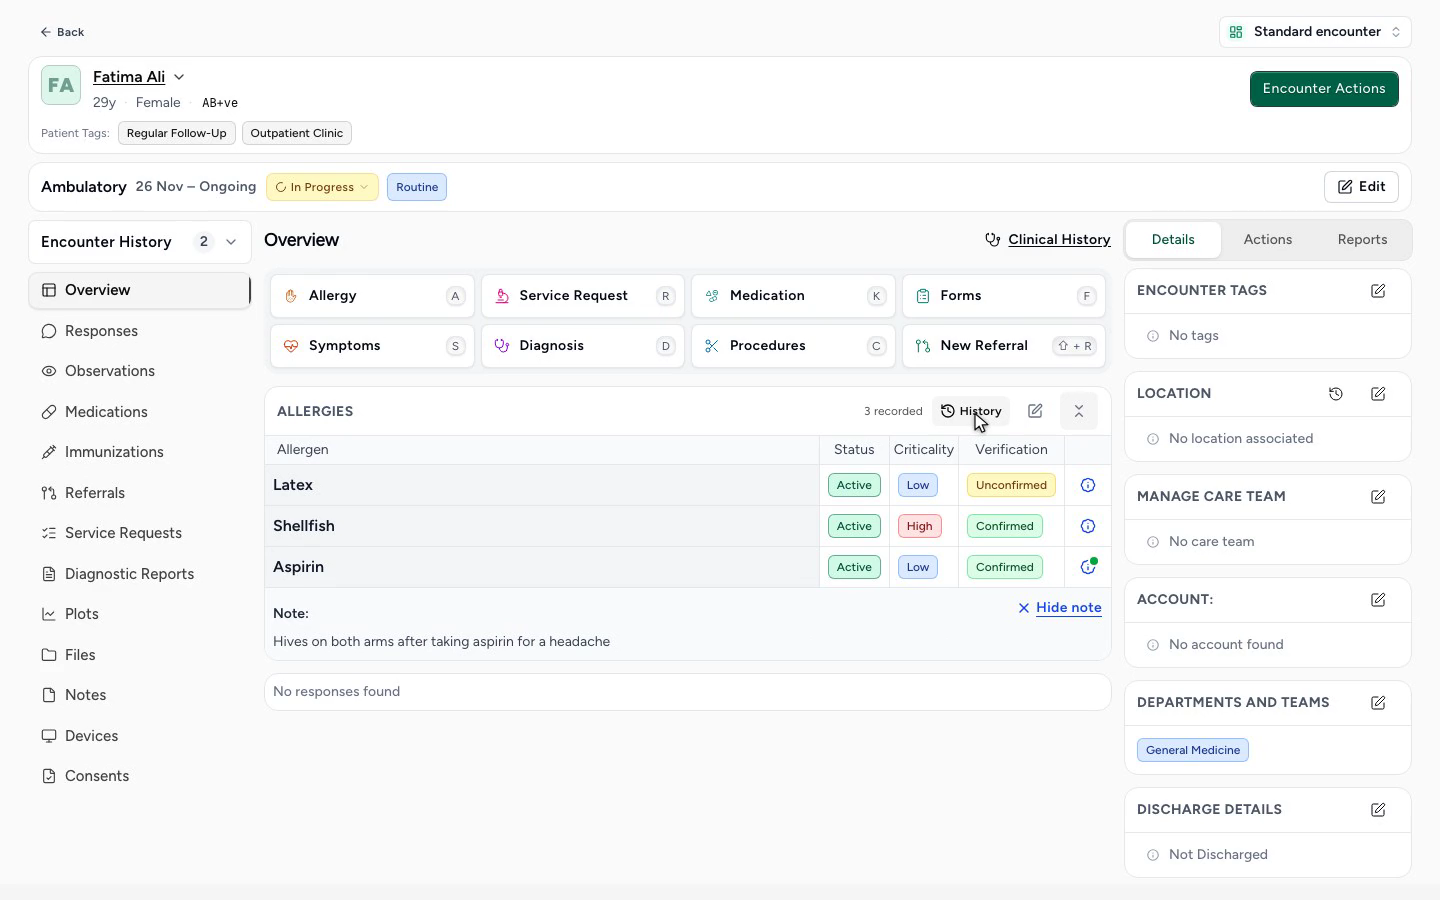 Back
Standard encounter
FA
Fatima Ali
29y · Female · AB+ve
Encounter Actions
Patient Tags: Regular Follow-Up Outpatient Clinic
Ambulatory 26 Nov – Ongoing In Progress Routine
Edit
Encounter History 2
Overview
Responses
Observations
Medications
Immunizations
Referrals
Service Requests
Diagnostic Reports
Plots
Files
Notes
Devices
Consents
Overview
Clinical History
Allergy A
Service Request R
Medication K
Forms F
Symptoms S
Diagnosis D
Procedures C
New Referral ⇧ + R
ALLERGIES
3 recorded
History
Allergen Status Criticality Verification
Latex Active Low Unconfirmed
Shellfish Active High Confirmed
Aspirin Active Low Confirmed
Note:
Hide note
Hives on both arms after taking aspirin for a headache
No responses found
Details Actions Reports
ENCOUNTER TAGS
No tags
LOCATION
No location associated
MANAGE CARE TEAM
No care team
ACCOUNT:
No account found
DEPARTMENTS AND TEAMS
General Medicine
DISCHARGE DETAILS
Not Discharged